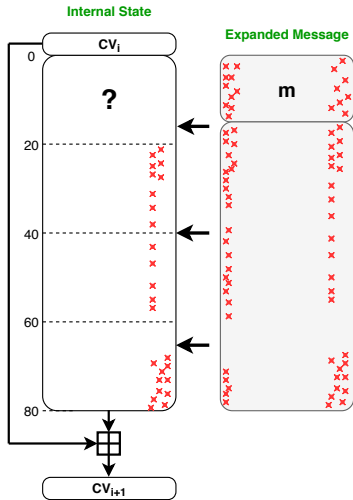 Internal State
Expanded Message
CVi
0
?
m
20
40
60
80
CVi+1